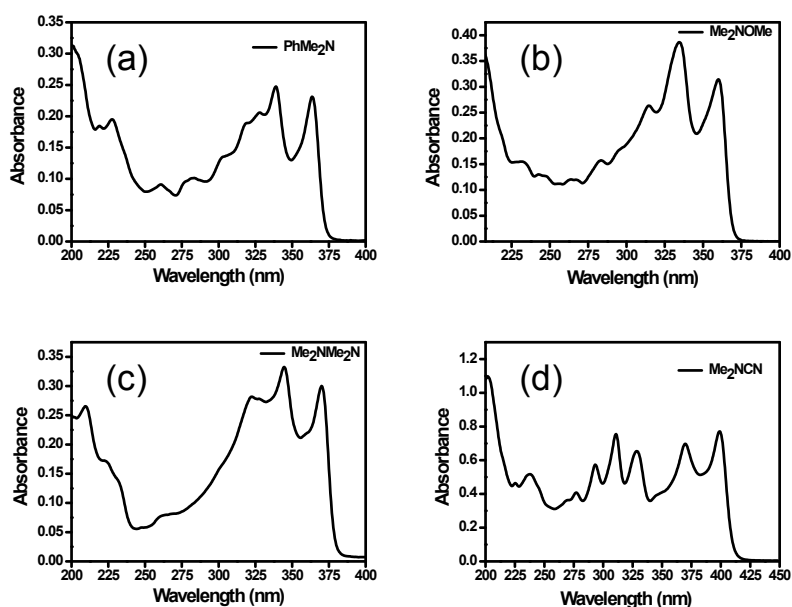 (a)
PhMe2N
Absorbance
0.35
0.30
0.25
0.20
0.15
0.10
0.05
0.00
200 225 250 275 300 325 350 375 400
Wavelength (nm)
(b)
Me2NOMe
Absorbance
0.40
0.35
0.30
0.25
0.20
0.15
0.10
0.05
0.00
225 250 275 300 325 350 375 400
Wavelength (nm)
(c)
Me2NMe2N
Absorbance
0.35
0.30
0.25
0.20
0.15
0.10
0.05
0.00
200 225 250 275 300 325 350 375 400
Wavelength (nm)
(d)
Me2NCN
Absorbance
1.2
1.0
0.8
0.6
0.4
0.2
0.0
200 225 250 275 300 325 350 375 400 425 450
Wavelength (nm)